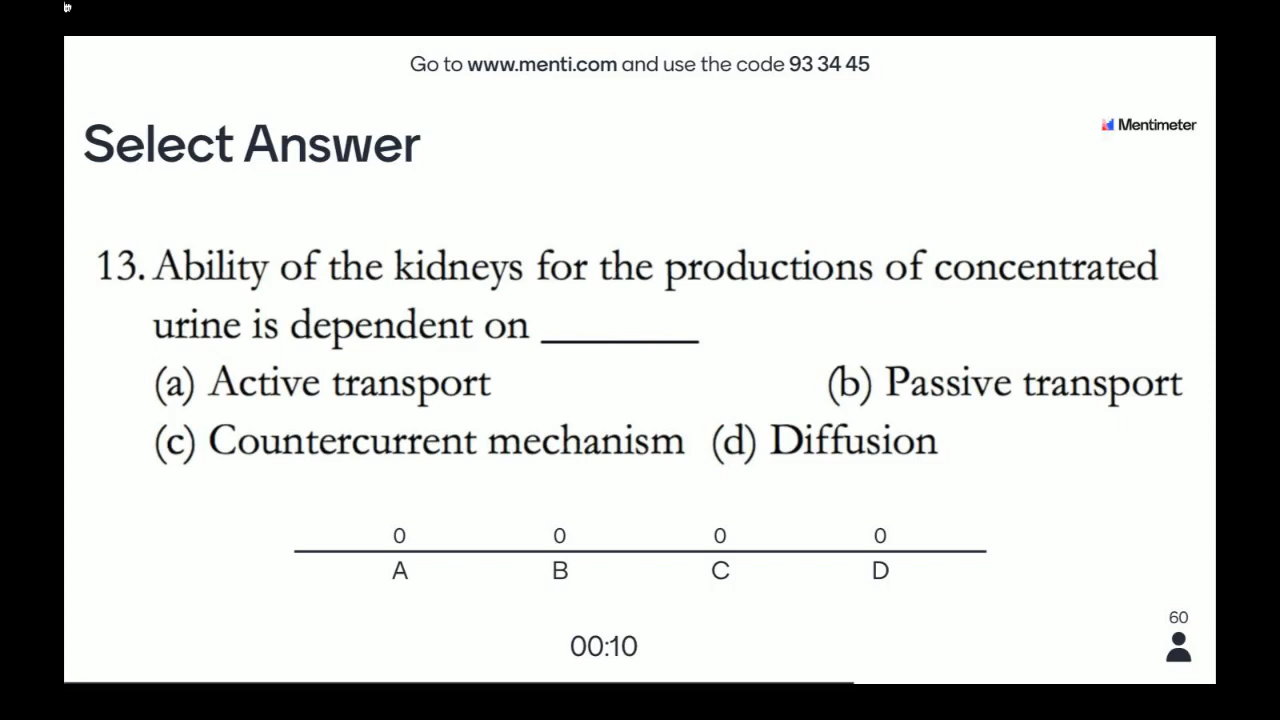 Go to www.menti.com and use the code 93 34 45
Mentimeter
Select Answer
13. Ability of the kidneys for the productions of concentrated
urine is dependent on ________
(a) Active transport (b) Passive transport
(c) Countercurrent mechanism (d) Diffusion
0 0 0 0
A B C D
00:10
60